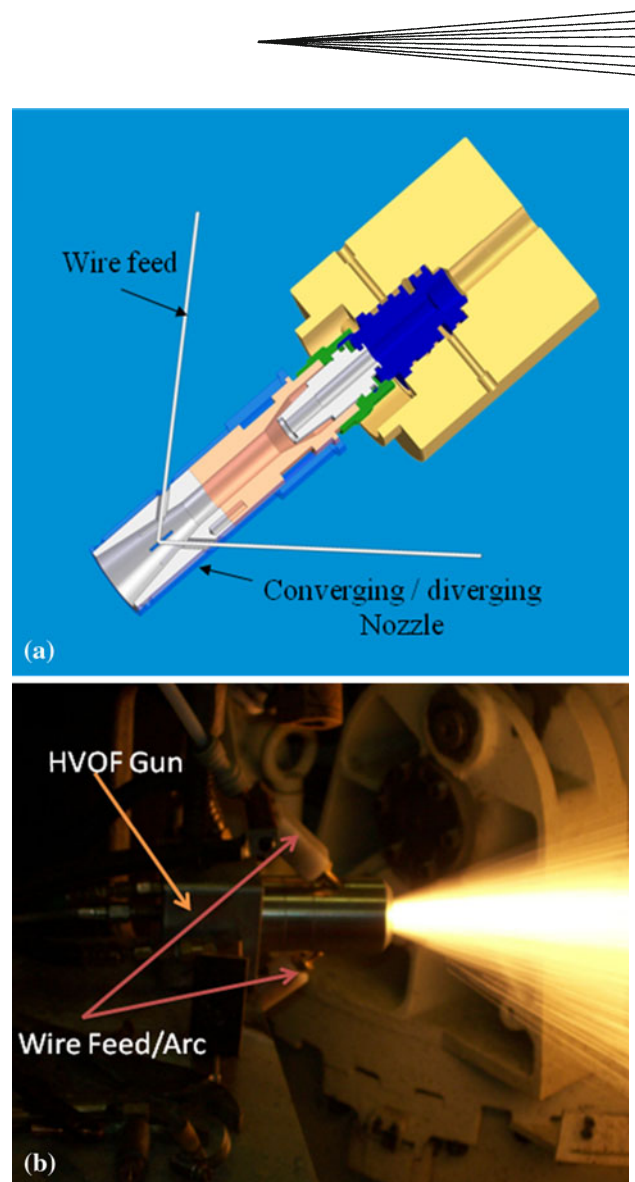 Wire feed
Converging / diverging
Nozzle
(a)
HVOF Gun
Wire Feed/Arc
(b)